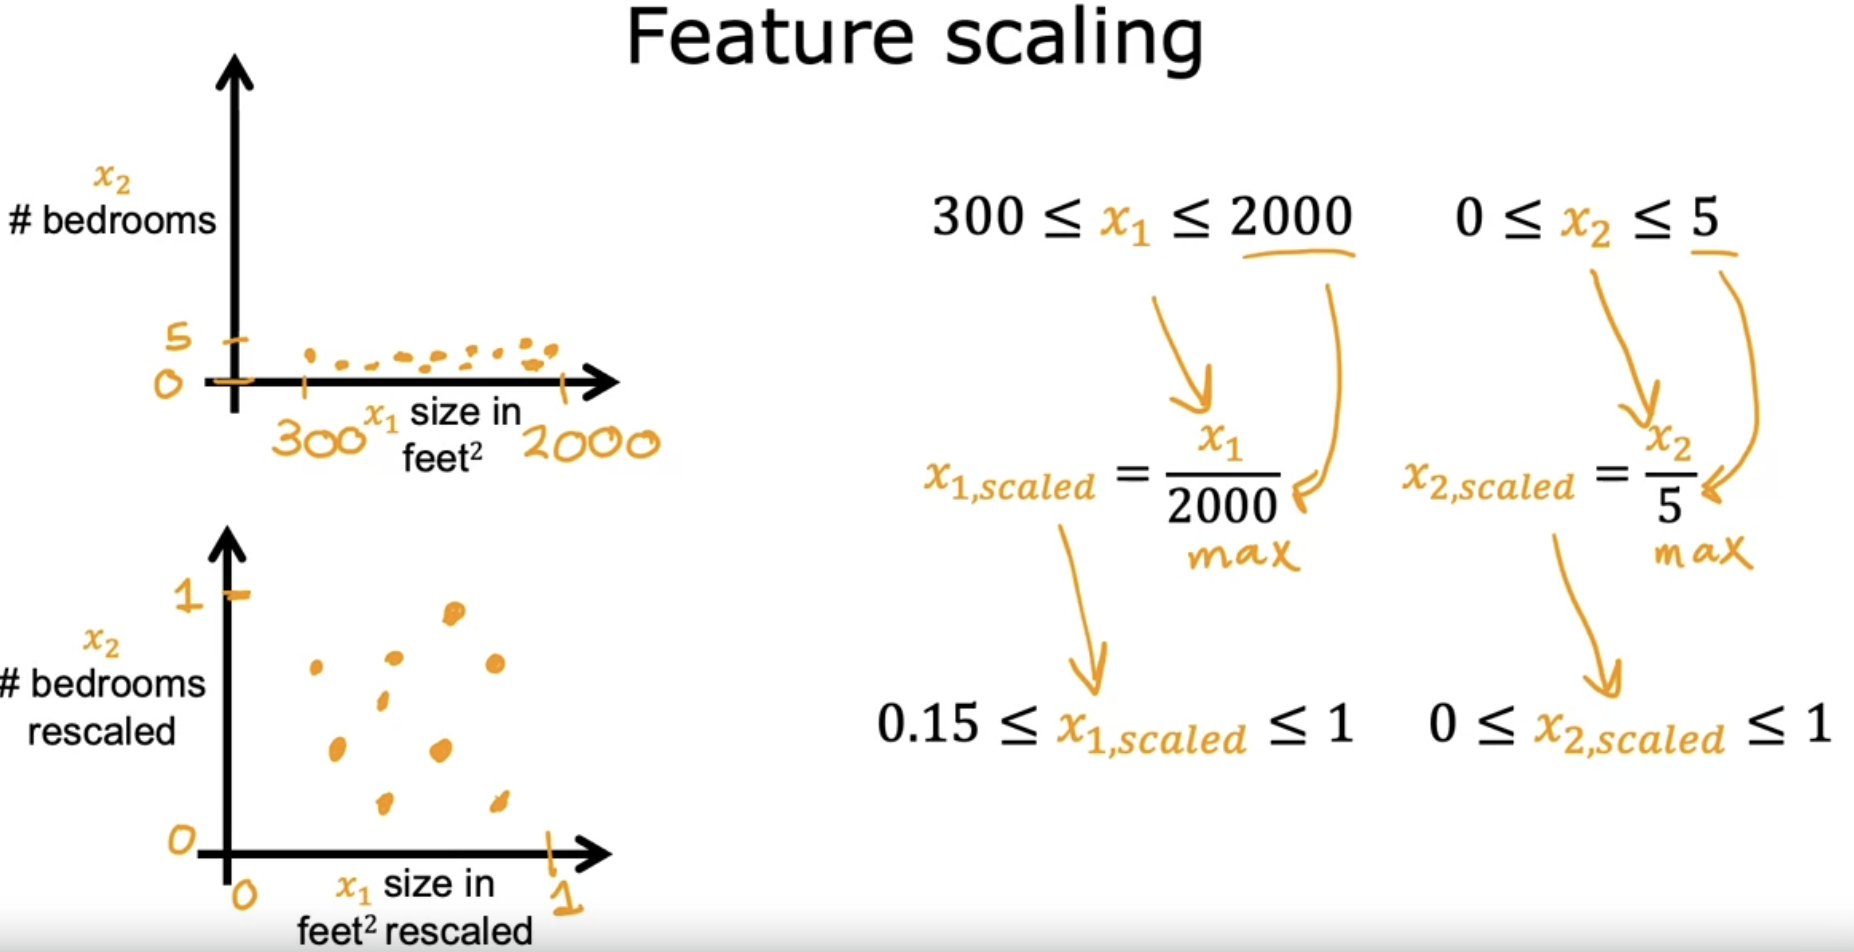 Feature scaling
x₂
# bedrooms
5
0
300
x₁ size in
feet²
2000
1
x₂
# bedrooms
rescaled
0
0
x₁ size in
feet² rescaled
1
300 ≤ x₁ ≤ 2000
x₁,scaled = x₁/2000
max
0.15 ≤ x₁,scaled ≤ 1
0 ≤ x₂ ≤ 5
x₂,scaled = x₂/5
max
0 ≤ x₂,scaled ≤ 1